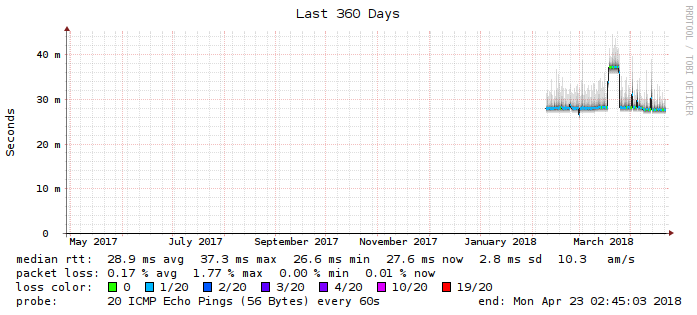 Last 360 Days
RRDTOOL / TOBI OETIKER
Seconds
40 m
30 m
20 m
10 m
0
May 2017 July 2017 September 2017 November 2017 January 2018 March 2018
median rtt: 28.9 ms avg 37.3 ms max 26.6 ms min 27.6 ms now 2.8 ms sd 10.3 am/s
packet loss: 0.17 % avg 1.77 % max 0.00 % min 0.01 % now
loss color: 0 1/20 2/20 3/20 4/20 10/20 19/20
probe: 20 ICMP Echo Pings (56 Bytes) every 60s end: Mon Apr 23 02:45:03 2018